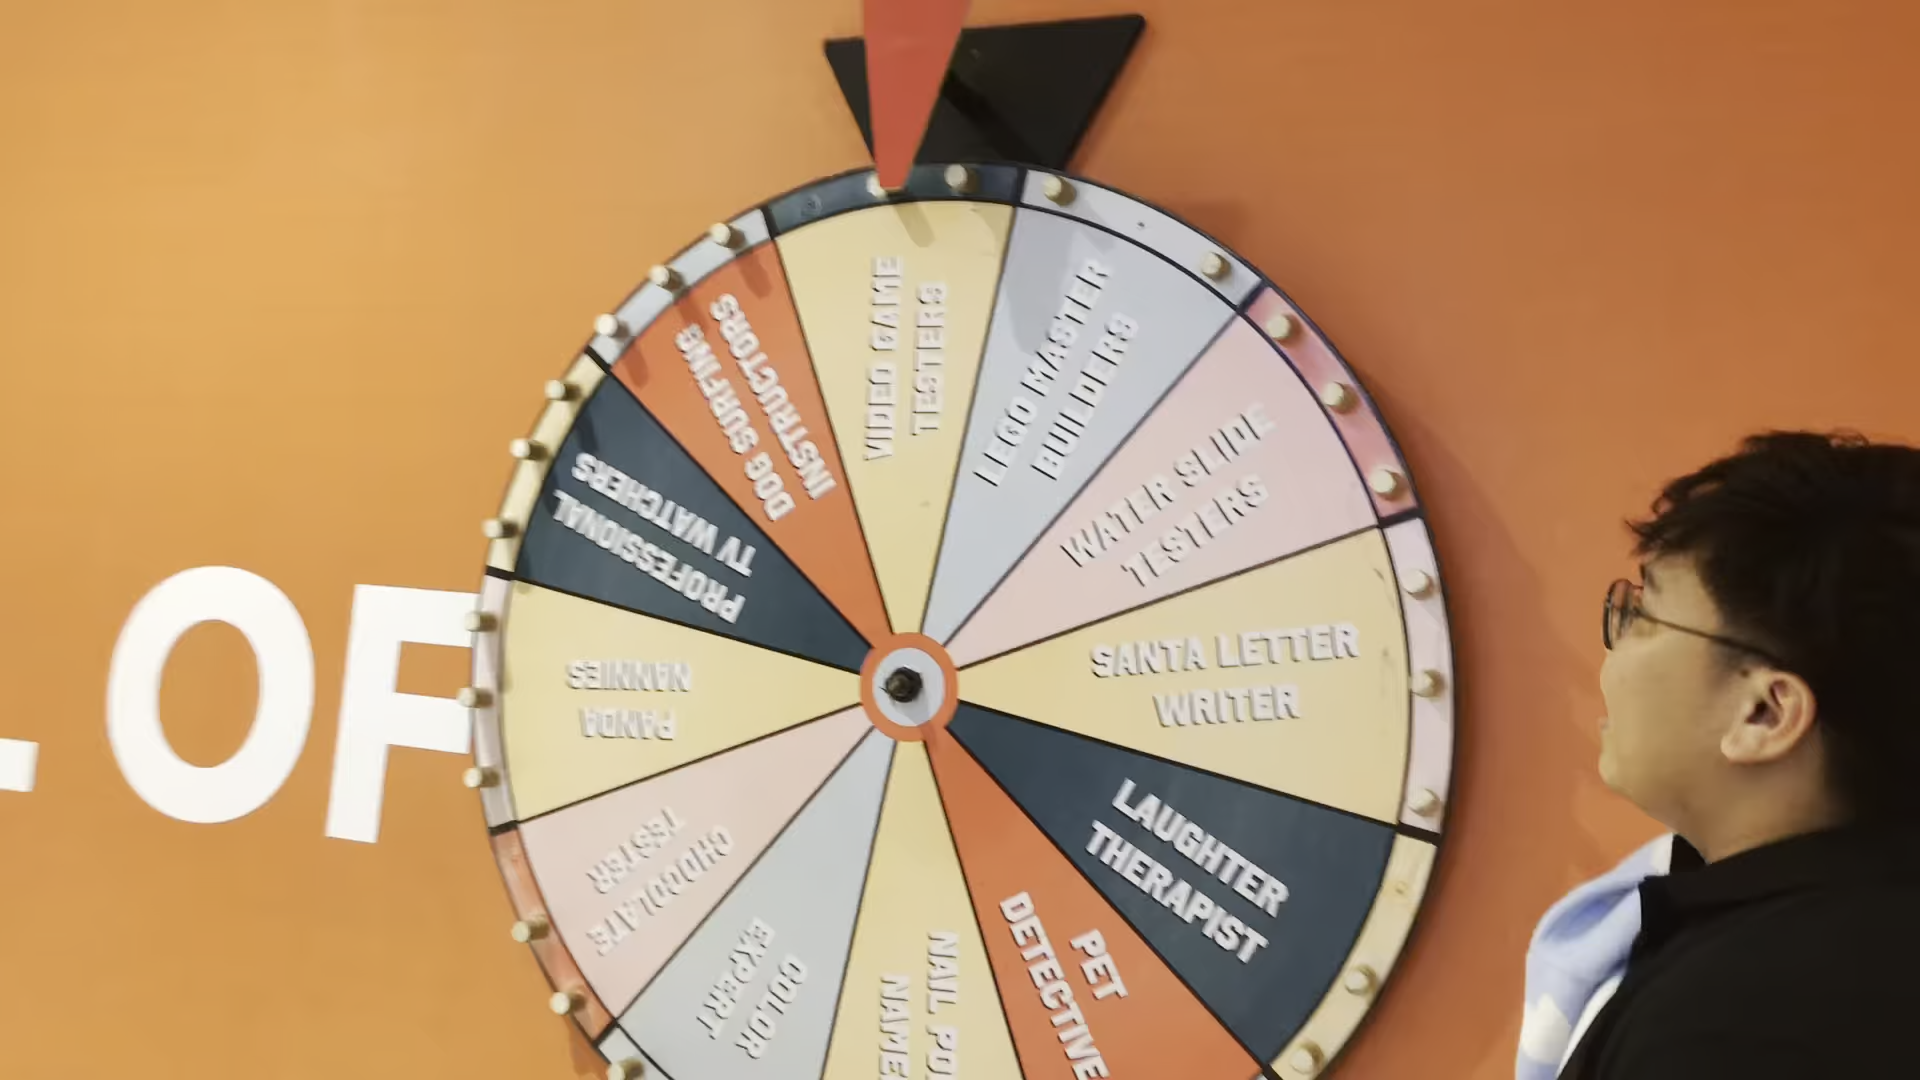 OF
VIDEO GAME
TESTERS
LEGO MASTER
BUILDERS
WATER SLIDE
TESTERS
SANTA LETTER
WRITER
LAUGHTER
THERAPIST
PET
DETECTIVE
NAIL
COLOR
EXPERT
CHOCOLATE
TESTER
PANDA
NANNIES
PROFESSIONAL
TV WATCHERS
DOG SURFING
INSTRUCTORS